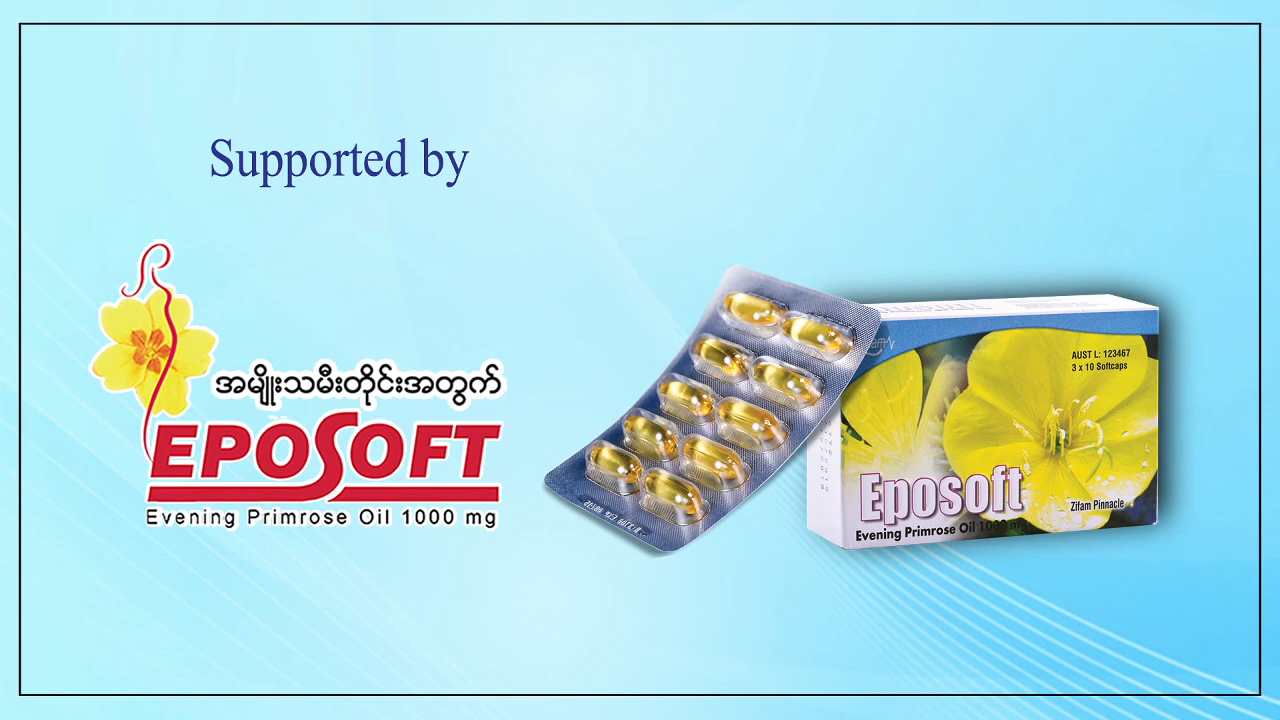 Supported by
အမျိုးသမီးတိုင်းအတွက်
EPOSOFT
Evening Primrose Oil 1000 mg
AUST L: 123467
3 x 10 Softcaps
Eposoft
Zifam Pinnacle
Evening Primrose Oil 1000 mg